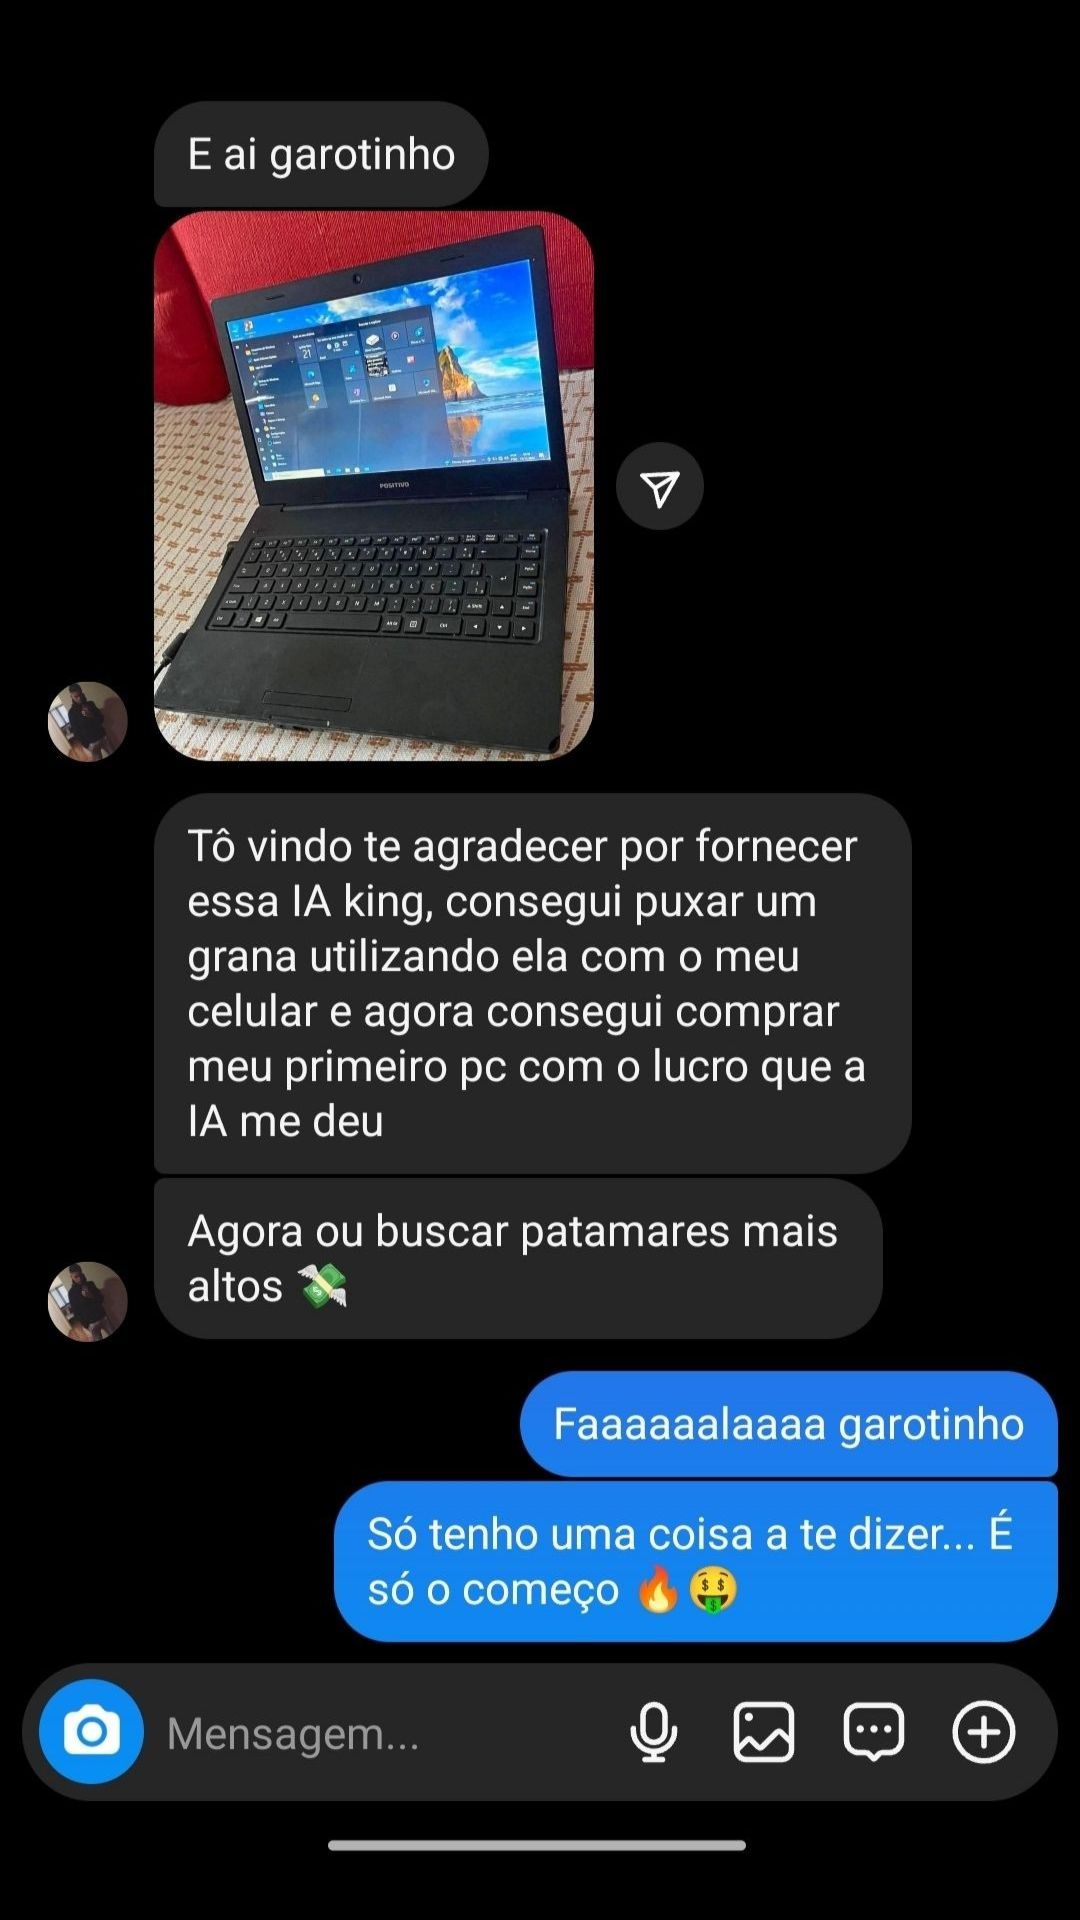 E ai garotinho
POSITIVO
Tô vindo te agradecer por fornecer
essa IA king, consegui puxar um
grana utilizando ela com o meu
celular e agora consegui comprar
meu primeiro pc com o lucro que a
IA me deu
Agora ou buscar patamares mais
altos 💸
Faaaaaalaaaa garotinho
Só tenho uma coisa a te dizer... É
só o começo 🔥🤑
Mensagem...